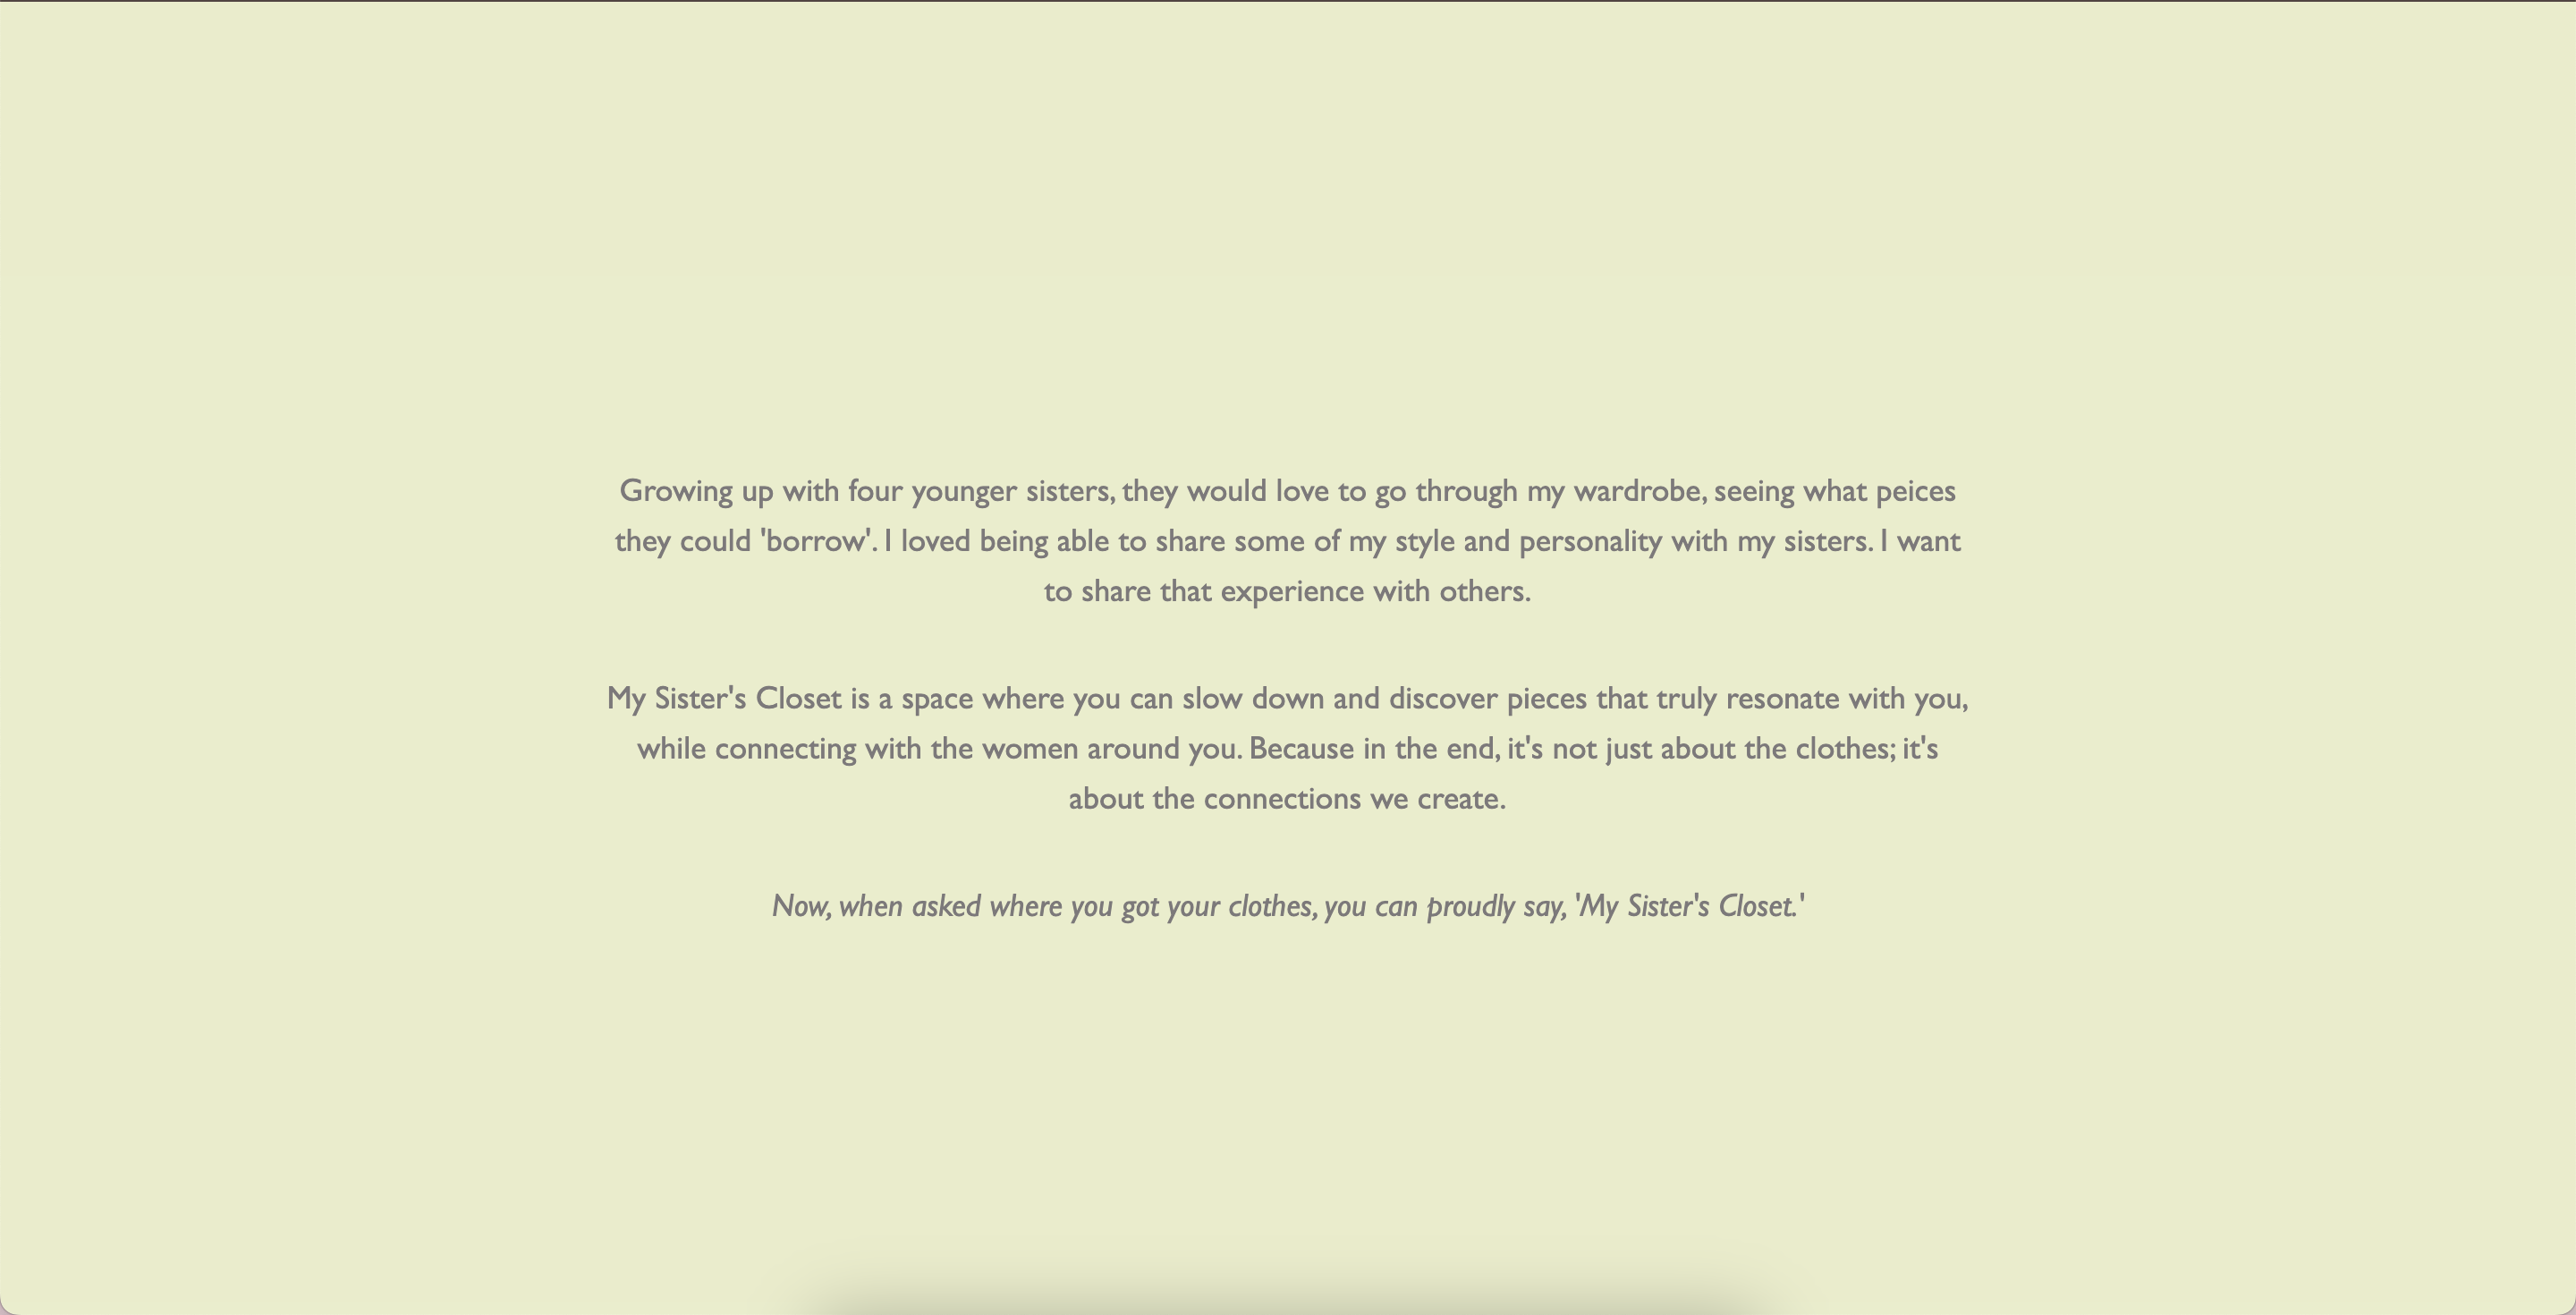 Growing up with four younger sisters, they would love to go through my wardrobe, seeing what peices
they could 'borrow'. I loved being able to share some of my style and personality with my sisters. I want
to share that experience with others.
My Sister's Closet is a space where you can slow down and discover pieces that truly resonate with you,
while connecting with the women around you. Because in the end, it's not just about the clothes; it's
about the connections we create.
Now, when asked where you got your clothes, you can proudly say, 'My Sister's Closet.'